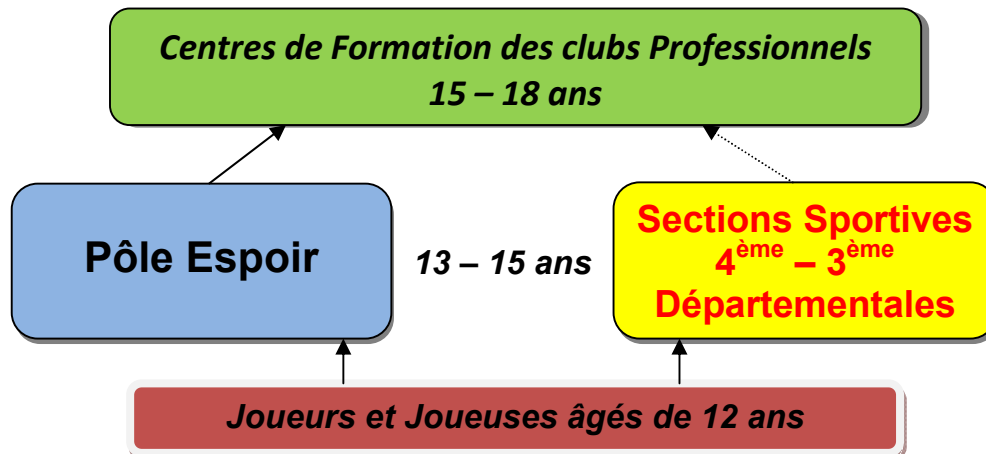 Centres de Formation des clubs Professionnels
15 – 18 ans
Pôle Espoir
13 – 15 ans
Sections Sportives
4ème – 3ème
Départementales
Joueurs et Joueuses âgés de 12 ans